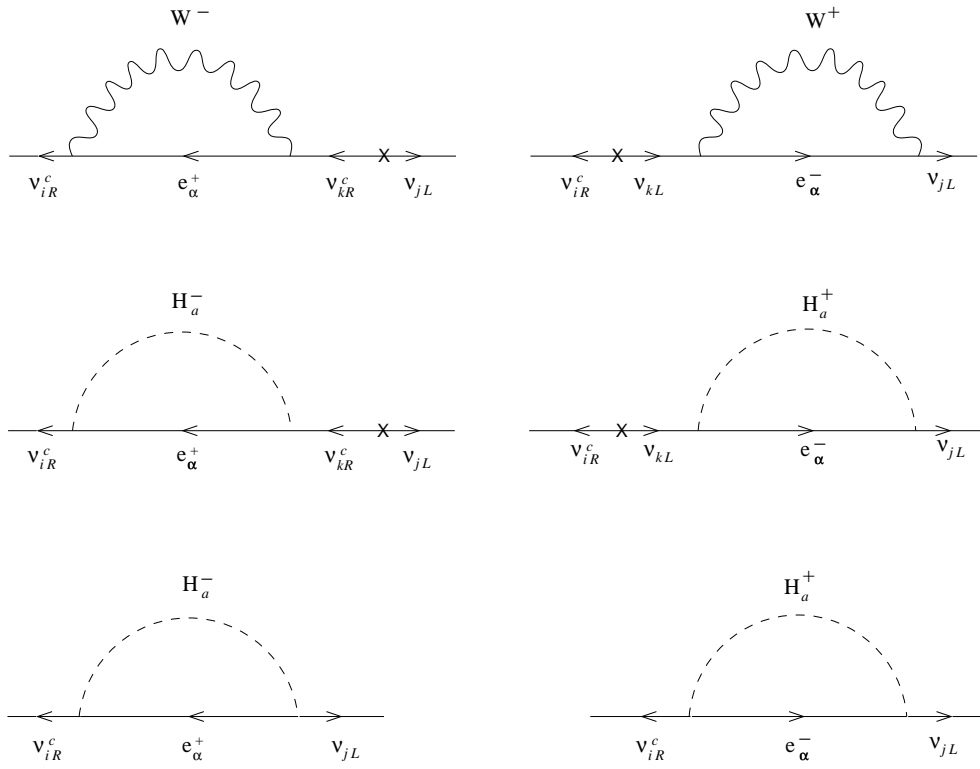 W− W+
X X
ν^c_iR e^+_α ν^c_kR ν_jL ν^c_iR ν_kL e^−_α ν_jL
H^−_a H^+_a
X X
ν^c_iR e^+_α ν^c_kR ν_jL ν^c_iR ν_kL e^−_α ν_jL
H^−_a H^+_a
ν^c_iR e^+_α ν_jL ν^c_iR e^−_α ν_jL